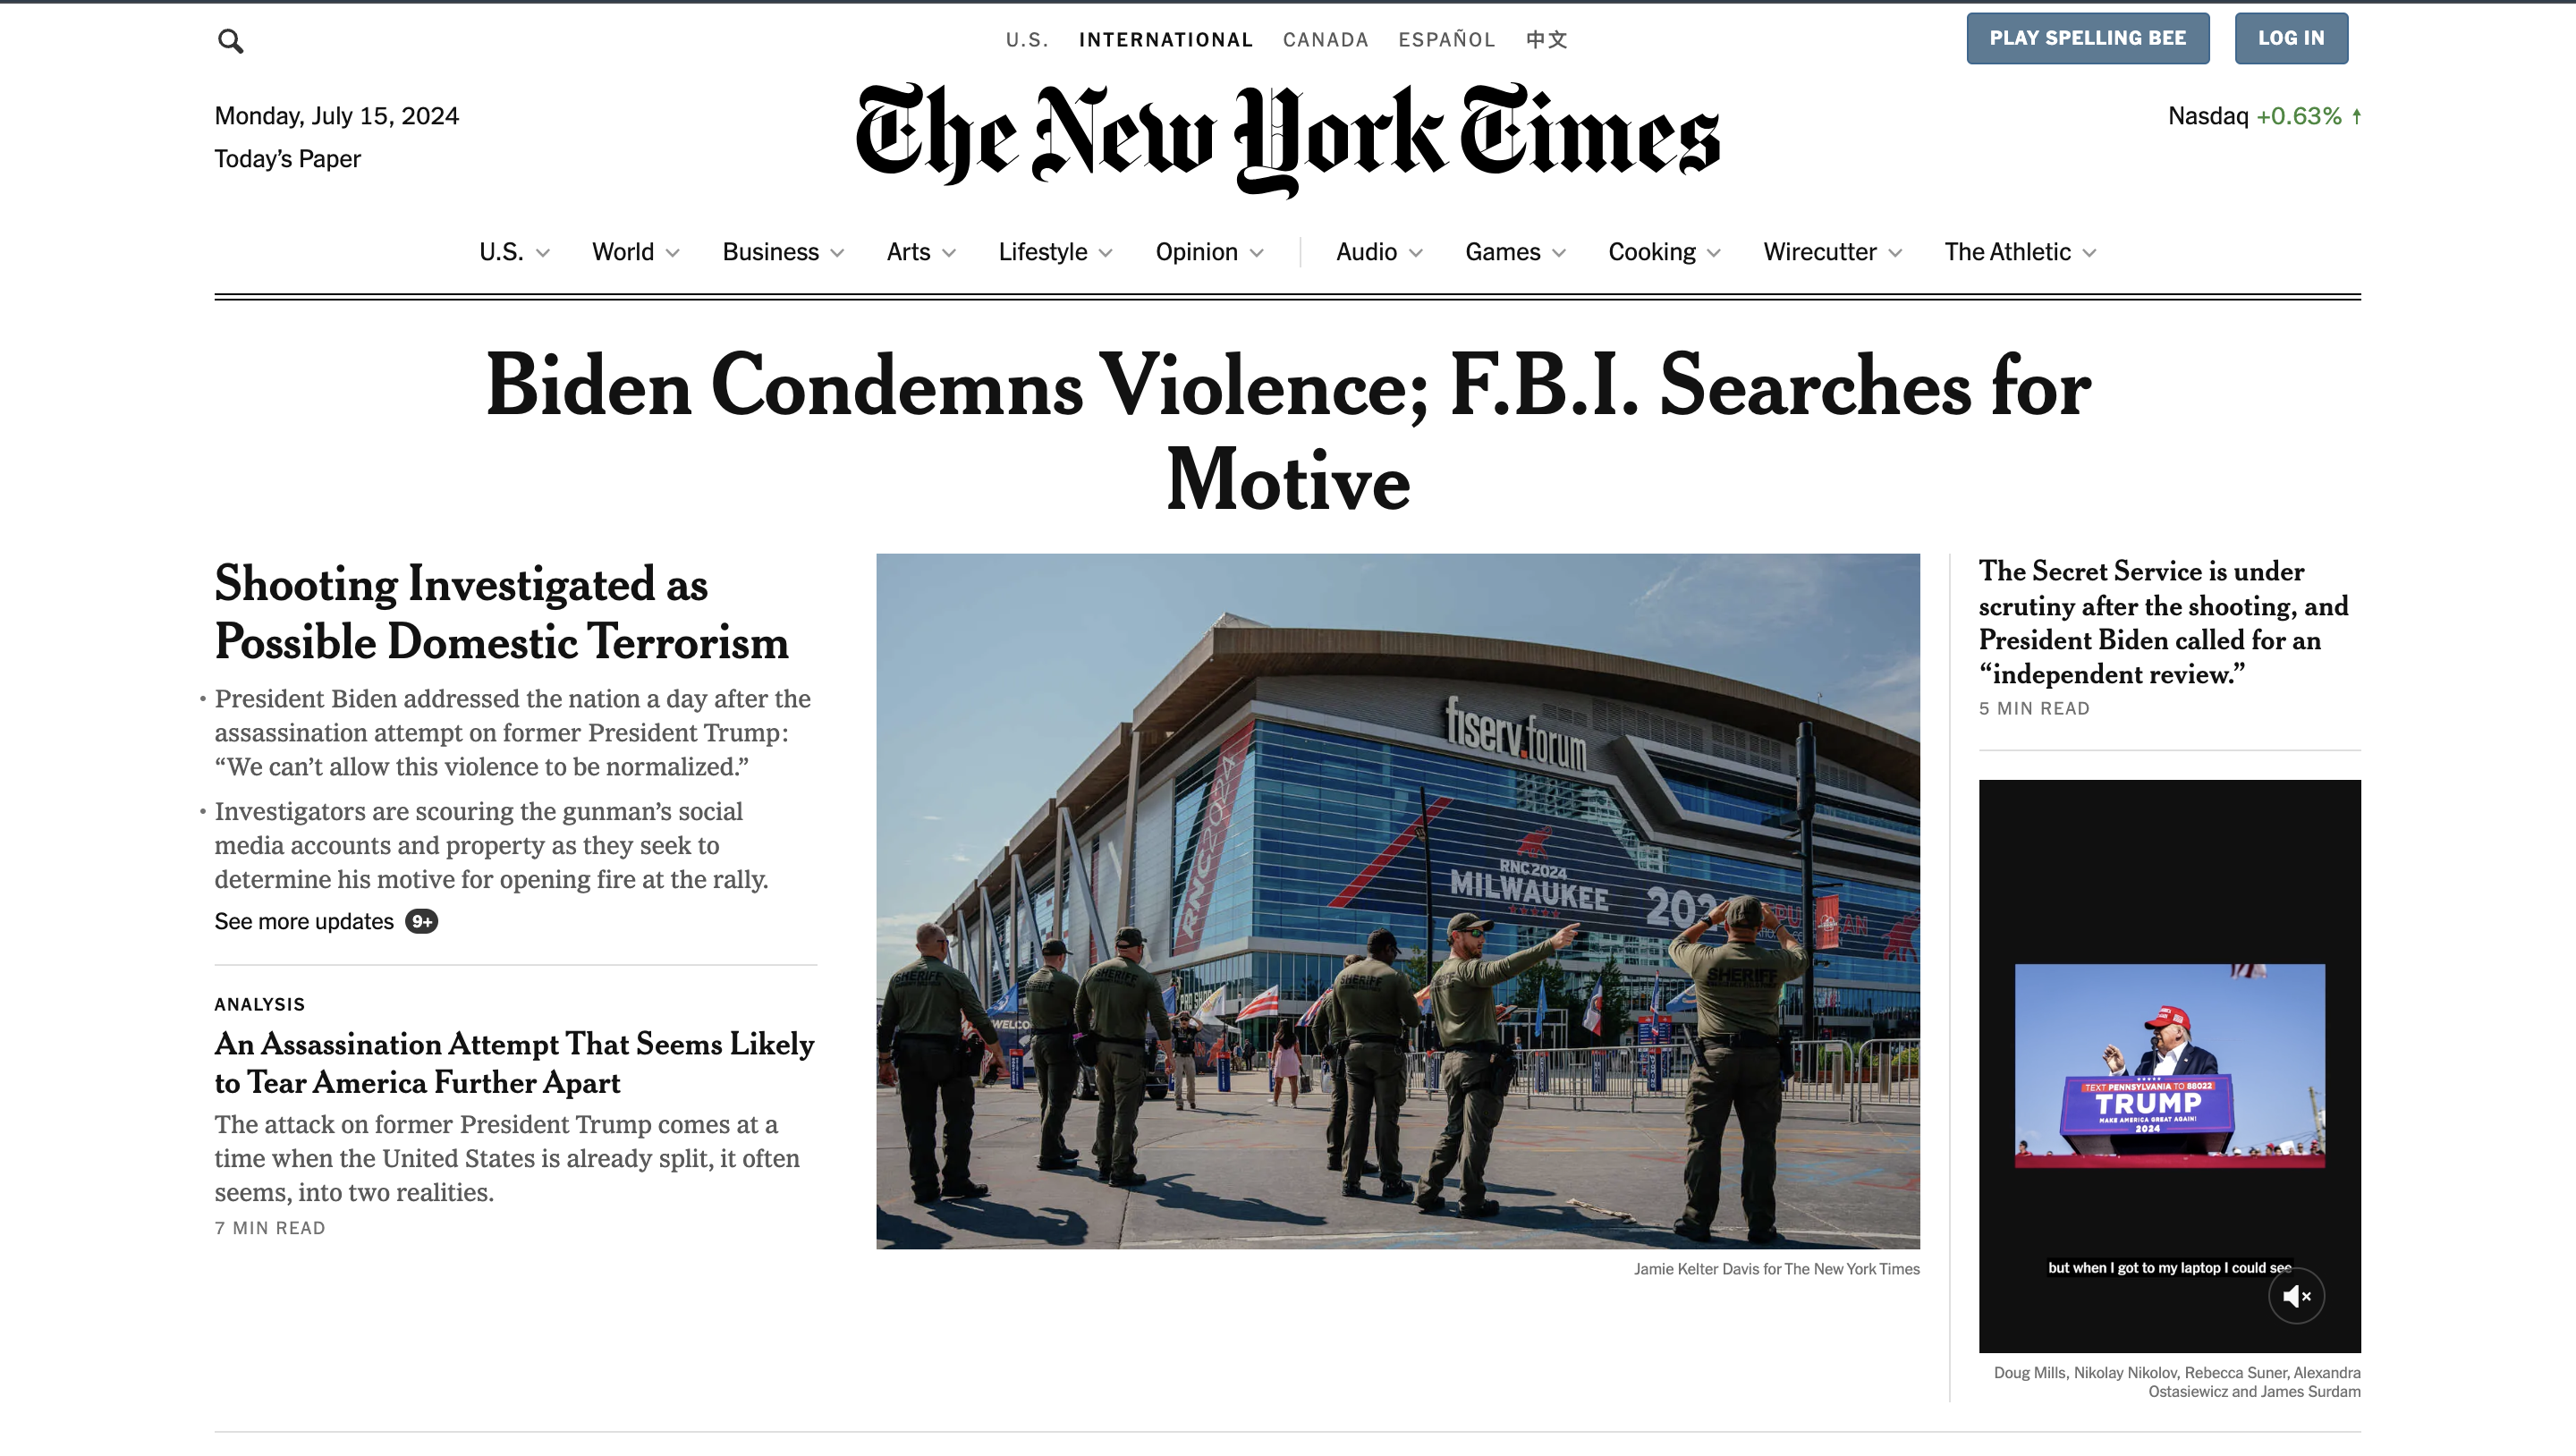 U.S. INTERNATIONAL CANADA ESPAÑOL 中文
PLAY SPELLING BEE
LOG IN
Monday, July 15, 2024
Today’s Paper
The New York Times
Nasdaq +0.63% ↑
U.S. World Business Arts Lifestyle Opinion Audio Games Cooking Wirecutter The Athletic
Biden Condemns Violence; F.B.I. Searches for
Motive
Shooting Investigated as
Possible Domestic Terrorism
• President Biden addressed the nation a day after the
assassination attempt on former President Trump:
“We can’t allow this violence to be normalized.”
• Investigators are scouring the gunman’s social
media accounts and property as they seek to
determine his motive for opening fire at the rally.
See more updates 9+
ANALYSIS
An Assassination Attempt That Seems Likely
to Tear America Further Apart
The attack on former President Trump comes at a
time when the United States is already split, it often
seems, into two realities.
7 MIN READ
fiserv.forum
RNC2024
RNC2024
MILWAUKEE
SHERIFF
SHERIFF
SHERIFF
SHERIFF
Jamie Kelter Davis for The New York Times
The Secret Service is under
scrutiny after the shooting, and
President Biden called for an
“independent review.”
5 MIN READ
TEXT PENNSYLVANIA TO 88022
TRUMP
MAKE AMERICA GREAT AGAIN!
2024
but when I got to my laptop I could see
Doug Mills, Nikolay Nikolov, Rebecca Suner, Alexandra
Ostasiewicz and James Surdam